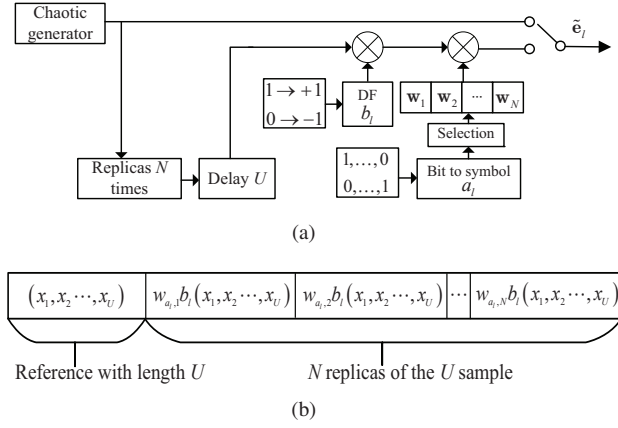 Chaotic
generator
ẽ_l
1 → +1
0 → −1
DF
b_l
w_1 w_2 ... w_N
Selection
Replicas N
times
Delay U
1,...,0
0,...,1
Bit to symbol
a_l
(a)
(x_1, x_2 ⋯, x_U) w_{a_l,1}b_l(x_1, x_2 ⋯, x_U) w_{a_l,2}b_l(x_1, x_2 ⋯, x_U) ⋯ w_{a_l,N}b_l(x_1, x_2 ⋯, x_U)
Reference with length U N replicas of the U sample
(b)